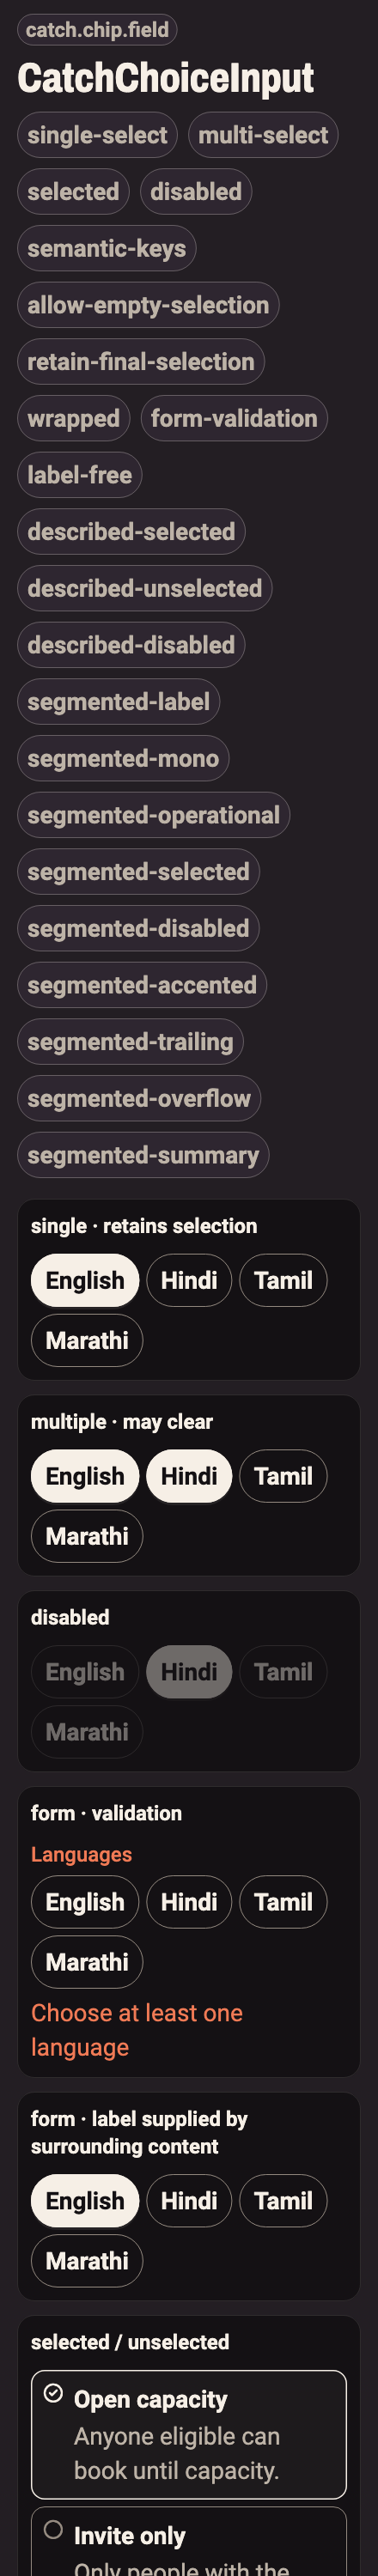 catch.chip.field
CatchChoiceInput
single-select multi-select
selected disabled
semantic-keys
allow-empty-selection
retain-final-selection
wrapped form-validation
label-free
described-selected
described-unselected
described-disabled
segmented-label
segmented-mono
segmented-operational
segmented-selected
segmented-disabled
segmented-accented
segmented-trailing
segmented-overflow
segmented-summary
single · retains selection
English Hindi Tamil
Marathi
multiple · may clear
English Hindi Tamil
Marathi
disabled
English Hindi Tamil
Marathi
form · validation
Languages
English Hindi Tamil
Marathi
Choose at least one
language
form · label supplied by
surrounding content
English Hindi Tamil
Marathi
selected / unselected
Open capacity
Anyone eligible can
book until capacity.
Invite only
Only people with the